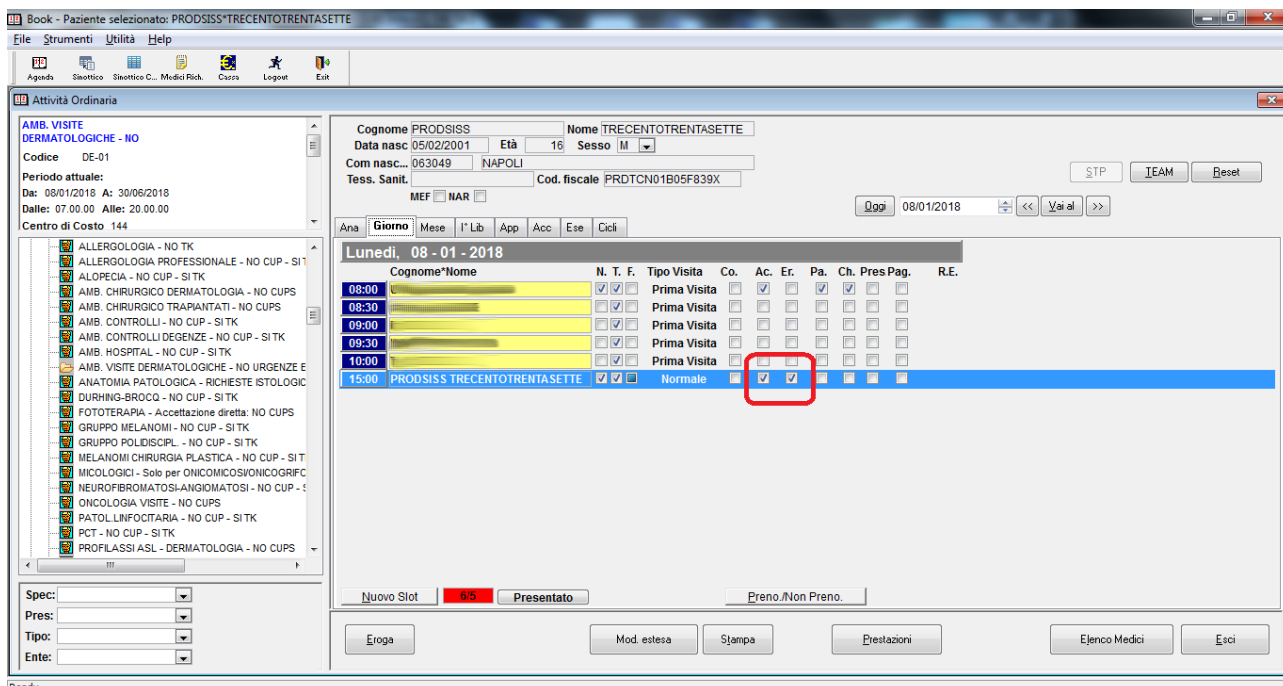 Book - Paziente selezionato: PRODSISS*TRECENTOTRENTASETTE
File Strumenti Utilità Help
Agenda Sinottico Sinottico C... Medici Rich. Cassa Logout Exit
Attività Ordinaria
AMB. VISITE
DERMATOLOGICHE - NO
Codice DE-01
Periodo attuale:
Da: 08/01/2018 A: 30/06/2018
Dalle: 07.00.00 Alle: 20.00.00
Centro di Costo 144
ALLERGOLOGIA - NO TK
ALLERGOLOGIA PROFESSIONALE - NO CUP - SI T
ALOPECIA - NO CUP - SI TK
AMB. CHIRURGICO DERMATOLOGIA - NO CUPS
AMB. CHIRURGICO TRAPIANTATI - NO CUPS
AMB. CONTROLLI - NO CUP - SI TK
AMB. CONTROLLI DEGENZE - NO CUP - SI TK
AMB. HOSPITAL - NO CUP - SI TK
AMB. VISITE DERMATOLOGICHE - NO URGENZE E
ANATOMIA PATOLOGICA - RICHIESTE ISTOLOGIC
DURHING-BROCQ - NO CUP - SI TK
FOTOTERAPIA - Accettazione diretta: NO CUPS
GRUPPO MELANOMI - NO CUP - SI TK
GRUPPO POLIDISCIPL. - NO CUP - SI TK
MELANOMI CHIRURGIA PLASTICA - NO CUP - SI T
MICOLOGICI - Solo per ONICOMICOSI/ONICOGRIFO
NEUROFIBROMATOSI-ANGIOMATOSI - NO CUP - S
ONCOLOGIA VISITE - NO CUPS
PATOL.LINFOCITARIA - NO CUP - SI TK
PCT - NO CUP - SI TK
PROFILASSI ASL - DERMATOLOGIA - NO CUPS
Spec:
Pres:
Tipo:
Ente:
Cognome PRODSISS Nome TRECENTOTRENTASETTE
Data nasc 05/02/2001 Età 16 Sesso M
Com nasc... 063049 NAPOLI
Tess. Sanit. Cod. fiscale PRDTCN01B05F839X
MEF NAR
STP TEAM Reset
Oggi 08/01/2018 << Vai al >>
Ana Giorno Mese I° Lib App Acc Ese Cicli
Lunedi, 08 - 01 - 2018
Cognome*Nome N. T. F. Tipo Visita Co. Ac. Er. Pa. Ch. Pres Pag. R.E.
08:00 Prima Visita
08:30 Prima Visita
09:00 Prima Visita
09:30 Prima Visita
10:00 Prima Visita
15:00 PRODSISS TRECENTOTRENTASETTE Normale
Nuovo Slot 6/5 Presentato Preno./Non Preno.
Eroga Mod. estesa Stampa Prestazioni Elenco Medici Esci